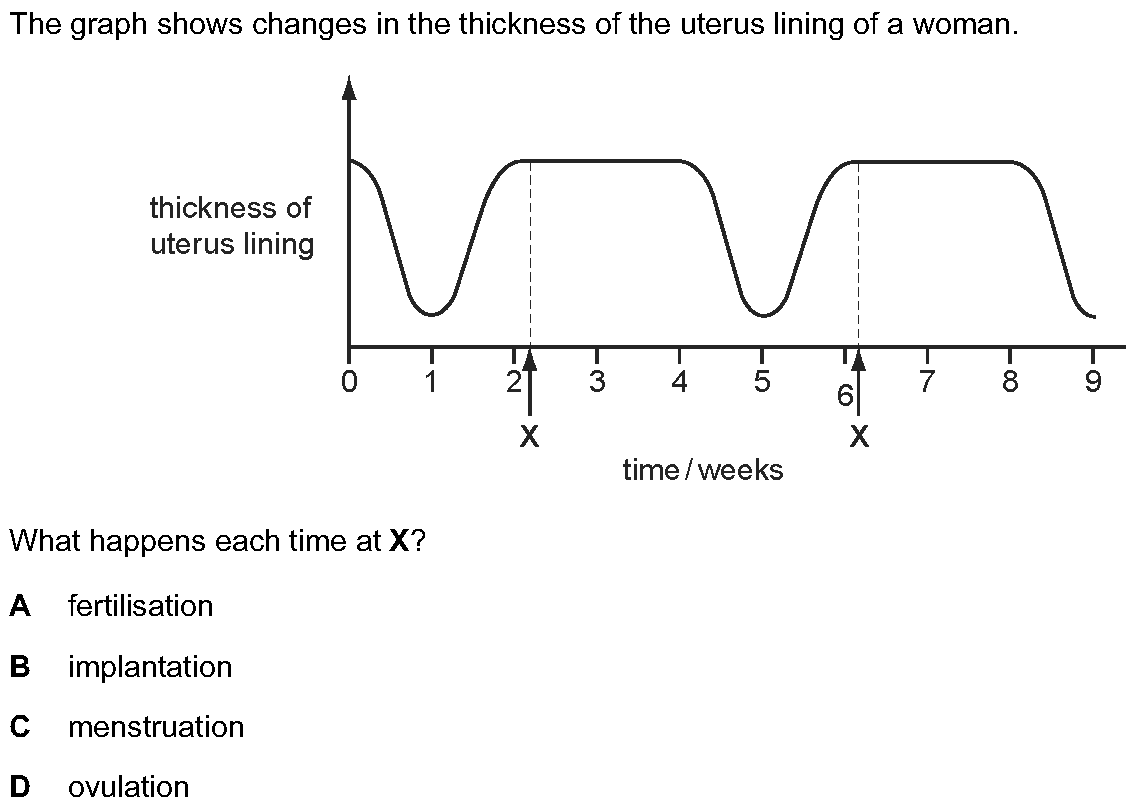 The graph shows changes in the thickness of the uterus lining of a woman.
thickness of
uterus lining
0 1 2 3 4 5 6 7 8 9
X X
time / weeks
What happens each time at X?
A fertilisation
B implantation
C menstruation
D ovulation